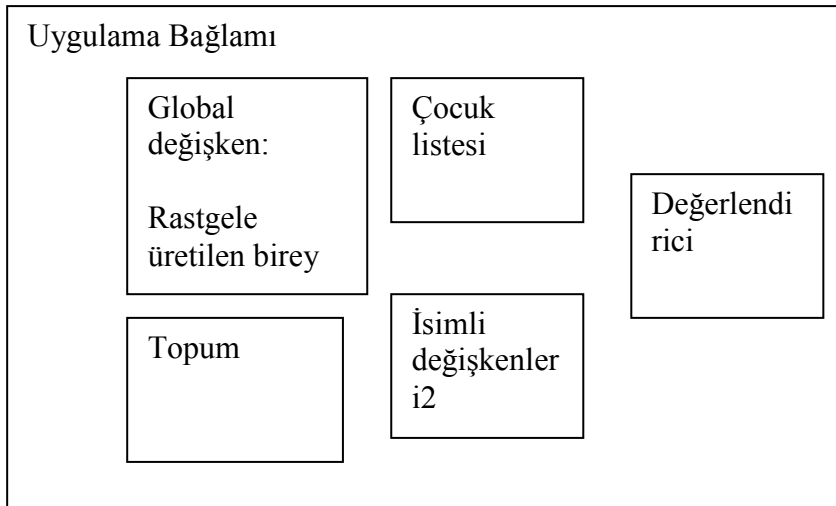 Uygulama Bağlamı
Global
değişken:
Rastgele
üretilen birey
Çocuk
listesi
Değerlendi
rici
Topum
İsimli
değişkenler
i2